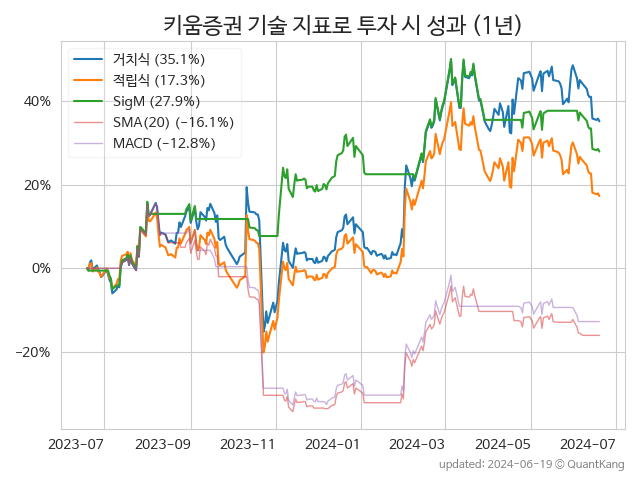 키움증권 기술 지표로 투자 시 성과 (1년)
거치식 (35.1%)
적립식 (17.3%)
SigM (27.9%)
SMA(20) (−16.1%)
MACD (−12.8%)
40%
20%
0%
−20%
2023-07 2023-09 2023-11 2024-01 2024-03 2024-05 2024-07
updated: 2024-06-19 ⓒ QuantKang